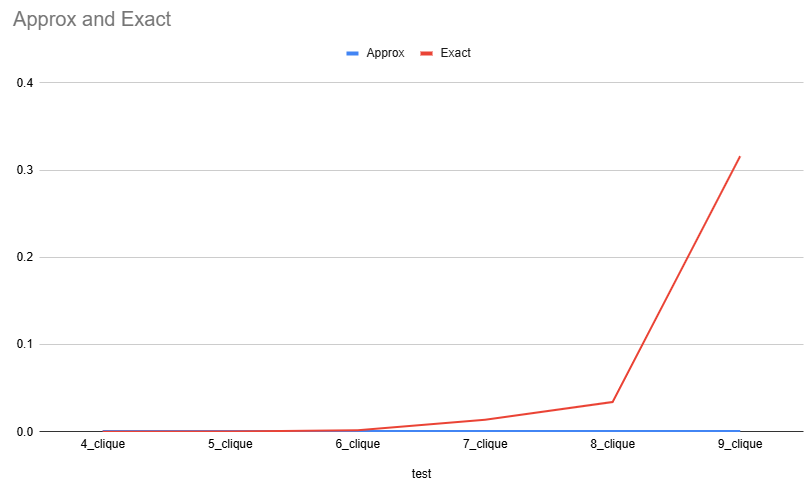 Approx and Exact
Approx Exact
0.4
0.3
0.2
0.1
0.0
4_clique 5_clique 6_clique 7_clique 8_clique 9_clique
test